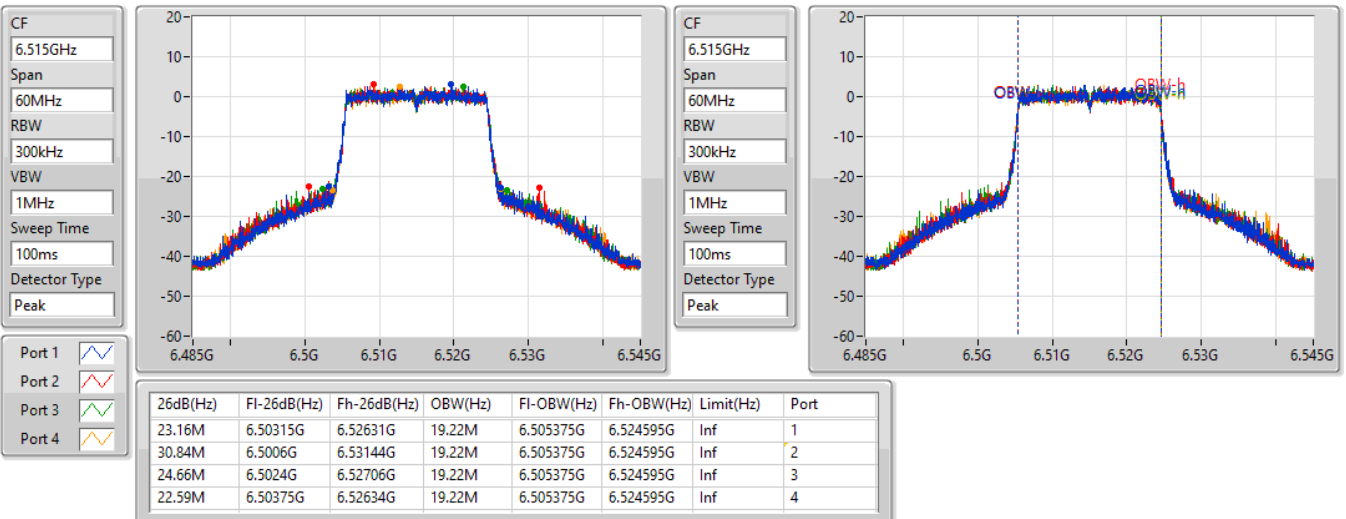 CF
6.515GHz
Span
60MHz
RBW
300kHz
VBW
1MHz
Sweep Time
100ms
Detector Type
Peak
20
10
0
-10
-20
-30
-40
-50
-60
6.485G 6.5G 6.51G 6.52G 6.53G 6.545G
CF
6.515GHz
Span
60MHz
RBW
300kHz
VBW
1MHz
Sweep Time
100ms
Detector Type
Peak
20
10
0
-10
-20
-30
-40
-50
-60
OBW-h
6.485G 6.5G 6.51G 6.52G 6.53G 6.545G
Port 1
Port 2
Port 3
Port 4
26dB(Hz) Fl-26dB(Hz) Fh-26dB(Hz) OBW(Hz) Fl-OBW(Hz) Fh-OBW(Hz) Limit(Hz) Port
23.16M 6.50315G 6.52631G 19.22M 6.505375G 6.524595G Inf 1
30.84M 6.5006G 6.53144G 19.22M 6.505375G 6.524595G Inf 2
24.66M 6.5024G 6.52706G 19.22M 6.505375G 6.524595G Inf 3
22.59M 6.50375G 6.52634G 19.22M 6.505375G 6.524595G Inf 4